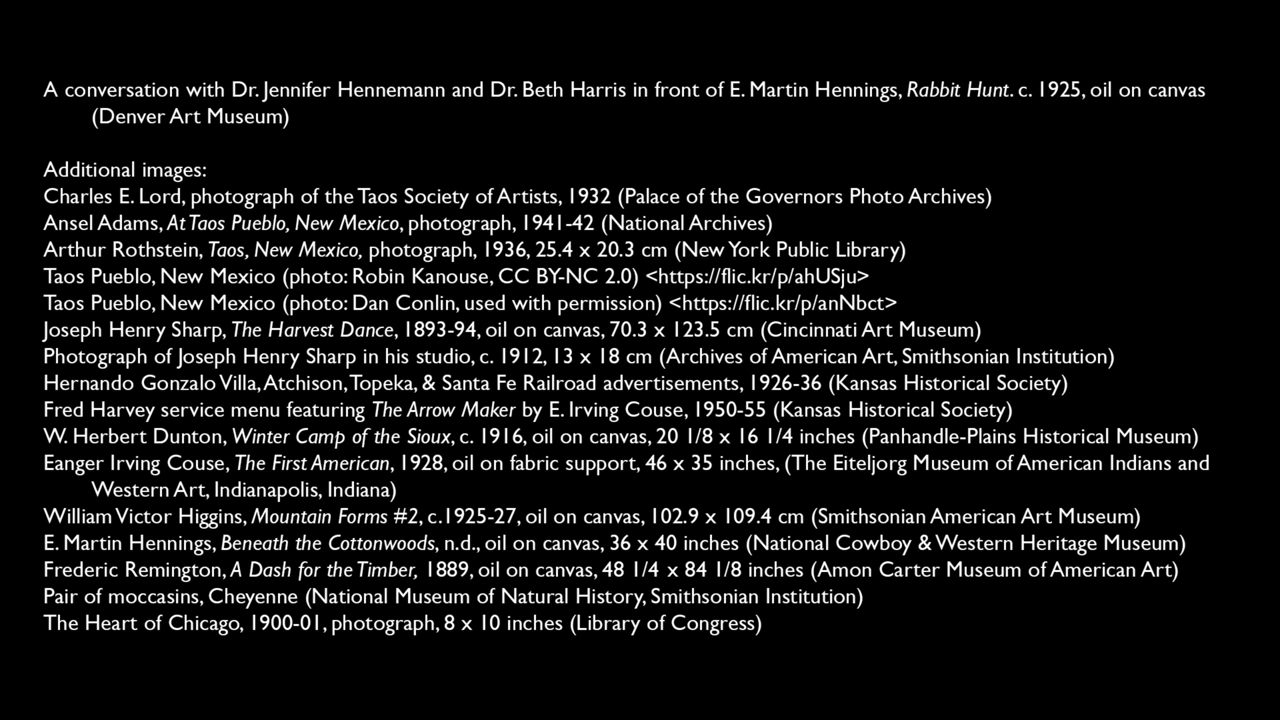 A conversation with Dr. Jennifer Hennemann and Dr. Beth Harris in front of E. Martin Hennings, Rabbit Hunt. c. 1925, oil on canvas
(Denver Art Museum)
Additional images:
Charles E. Lord, photograph of the Taos Society of Artists, 1932 (Palace of the Governors Photo Archives)
Ansel Adams, At Taos Pueblo, New Mexico, photograph, 1941-42 (National Archives)
Arthur Rothstein, Taos, New Mexico, photograph, 1936, 25.4 x 20.3 cm (New York Public Library)
Taos Pueblo, New Mexico (photo: Robin Kanouse, CC BY-NC 2.0) <https://flic.kr/p/ahUSju>
Taos Pueblo, New Mexico (photo: Dan Conlin, used with permission) <https://flic.kr/p/anNbct>
Joseph Henry Sharp, The Harvest Dance, 1893-94, oil on canvas, 70.3 x 123.5 cm (Cincinnati Art Museum)
Photograph of Joseph Henry Sharp in his studio, c. 1912, 13 x 18 cm (Archives of American Art, Smithsonian Institution)
Hernando Gonzalo Villa, Atchison, Topeka, & Santa Fe Railroad advertisements, 1926-36 (Kansas Historical Society)
Fred Harvey service menu featuring The Arrow Maker by E. Irving Couse, 1950-55 (Kansas Historical Society)
W. Herbert Dunton, Winter Camp of the Sioux, c. 1916, oil on canvas, 20 1/8 x 16 1/4 inches (Panhandle-Plains Historical Museum)
Eanger Irving Couse, The First American, 1928, oil on fabric support, 46 x 35 inches, (The Eiteljorg Museum of American Indians and
Western Art, Indianapolis, Indiana)
William Victor Higgins, Mountain Forms #2, c.1925-27, oil on canvas, 102.9 x 109.4 cm (Smithsonian American Art Museum)
E. Martin Hennings, Beneath the Cottonwoods, n.d., oil on canvas, 36 x 40 inches (National Cowboy & Western Heritage Museum)
Frederic Remington, A Dash for the Timber, 1889, oil on canvas, 48 1/4 x 84 1/8 inches (Amon Carter Museum of American Art)
Pair of moccasins, Cheyenne (National Museum of Natural History, Smithsonian Institution)
The Heart of Chicago, 1900-01, photograph, 8 x 10 inches (Library of Congress)